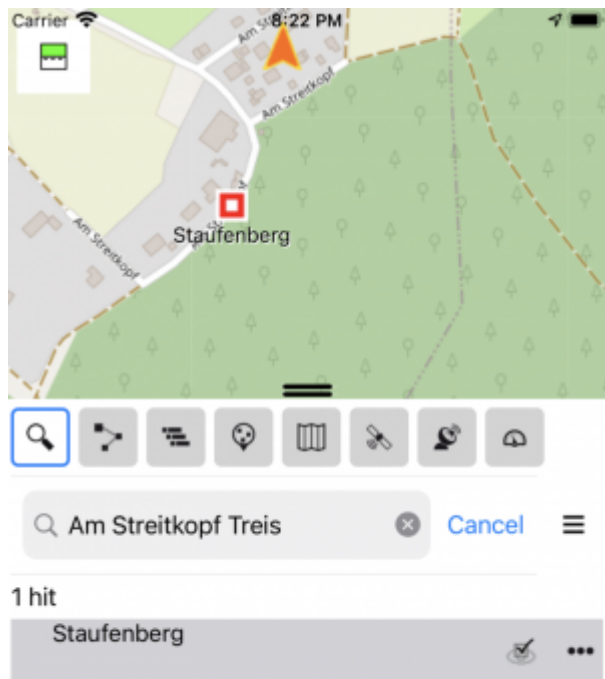 Carrier 8:22 PM
Am Streitkopf
Am Streitkopf
Staufenberg
Am Streitkopf
Am Streitkopf Treis
Cancel
1 hit
Staufenberg